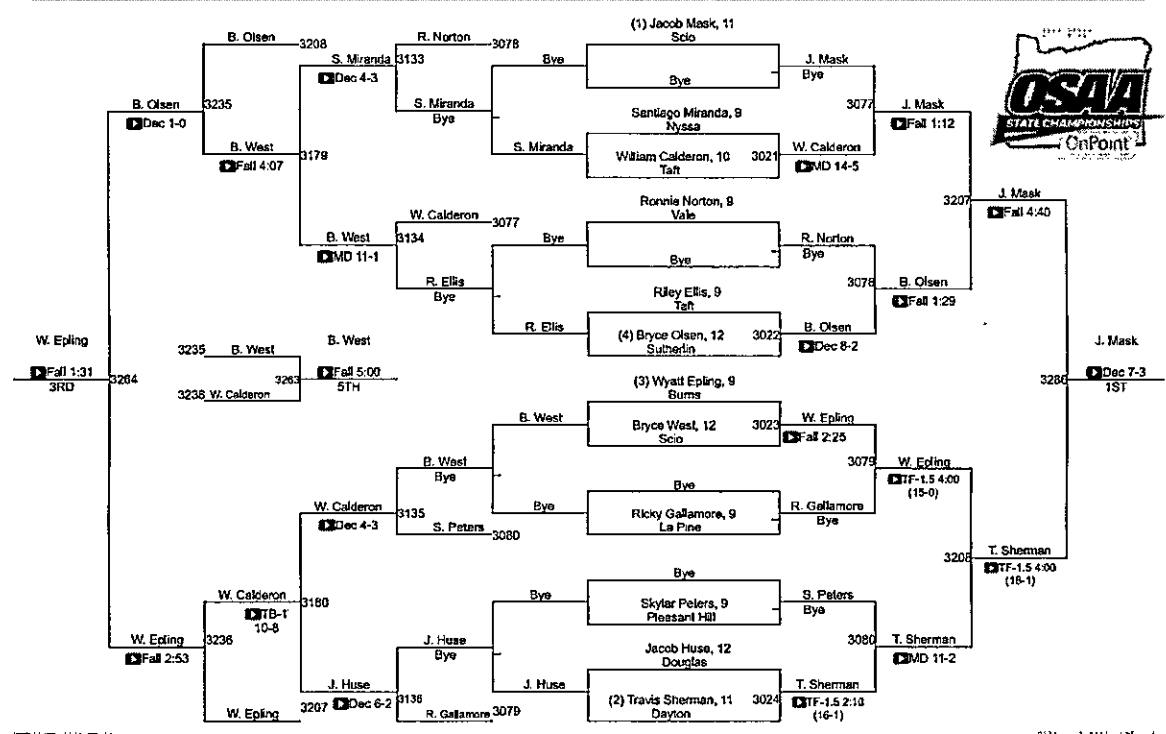 (1) Jacob Mask, 11
Scio
B. Olsen 3208
R. Norton 3078
S. Miranda 3133
Dec 4-3
Bye
Bye
J. Mask
Bye
OSAA
STATE CHAMPIONSHIPS
OnPoint
B. Olsen 3235
Dec 1-0
S. Miranda
Bye
Santiago Miranda, 9
Nyssa
3077
J. Mask
Fall 1:12
B. West 3179
Fall 4:07
S. Miranda
William Calderon, 10 3021
Taft
W. Calderon
MD 14-5
J. Mask
3207
Fall 4:40
Ronnie Norton, 9
Vale
W. Calderon 3077
B. West 3134
MD 11-1
Bye
Bye
R. Norton
Bye
R. Ellis
Bye
Riley Ellis, 9
Taft
3078
B. Olsen
Fall 1:29
R. Ellis
(4) Bryce Olsen, 12 3022
Sutherlin
B. Olsen
Dec 8-2
W. Epling
Fall 1:31
3RD
3264
3235 B. West
B. West
3263
Fall 5:00
5TH
3236 W. Calderon
J. Mask
3286
Dec 7-3
1ST
(3) Wyatt Epling, 9
Burns
B. West
Bryce West, 12 3023
Scio
W. Epling
Fall 2:25
B. West
Bye
Bye
3079
W. Epling
TF-1.5 4:00
(15-0)
W. Calderon
Dec 4-3
3135
Bye
Ricky Gallamore, 9
La Pine
R. Gallamore
Bye
S. Peters 3080
3208
T. Sherman
TF-1.5 4:00
(18-1)
Bye
W. Calderon 3180
TB-1
10-8
Bye
Skylar Peters, 9
Pleasant Hill
S. Peters
Bye
W. Epling 3236
Fall 2:53
J. Huse
Bye
Jacob Huse, 12
Douglas
3080
T. Sherman
MD 11-2
J. Huse 3136
Dec 6-2
J. Huse
(2) Travis Sherman, 11 3024
Dayton
T. Sherman
TF-1.5 2:10
(16-1)
W. Epling 3207
R. Gallamore 3079